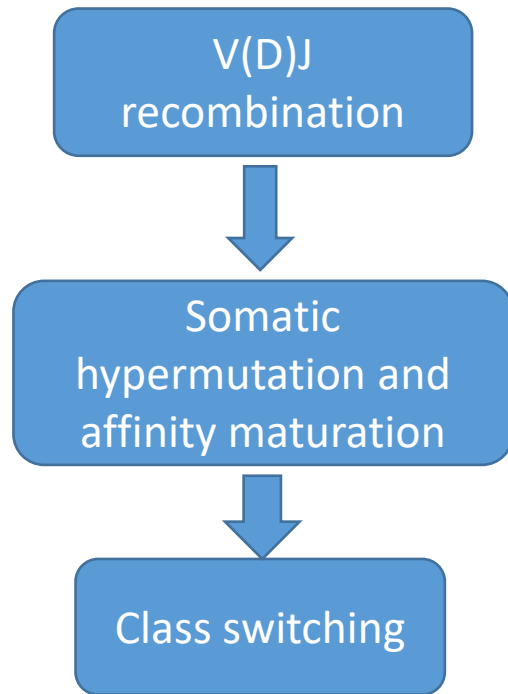 V(D)J
recombination
Somatic
hypermutation and
affinity maturation
Class switching